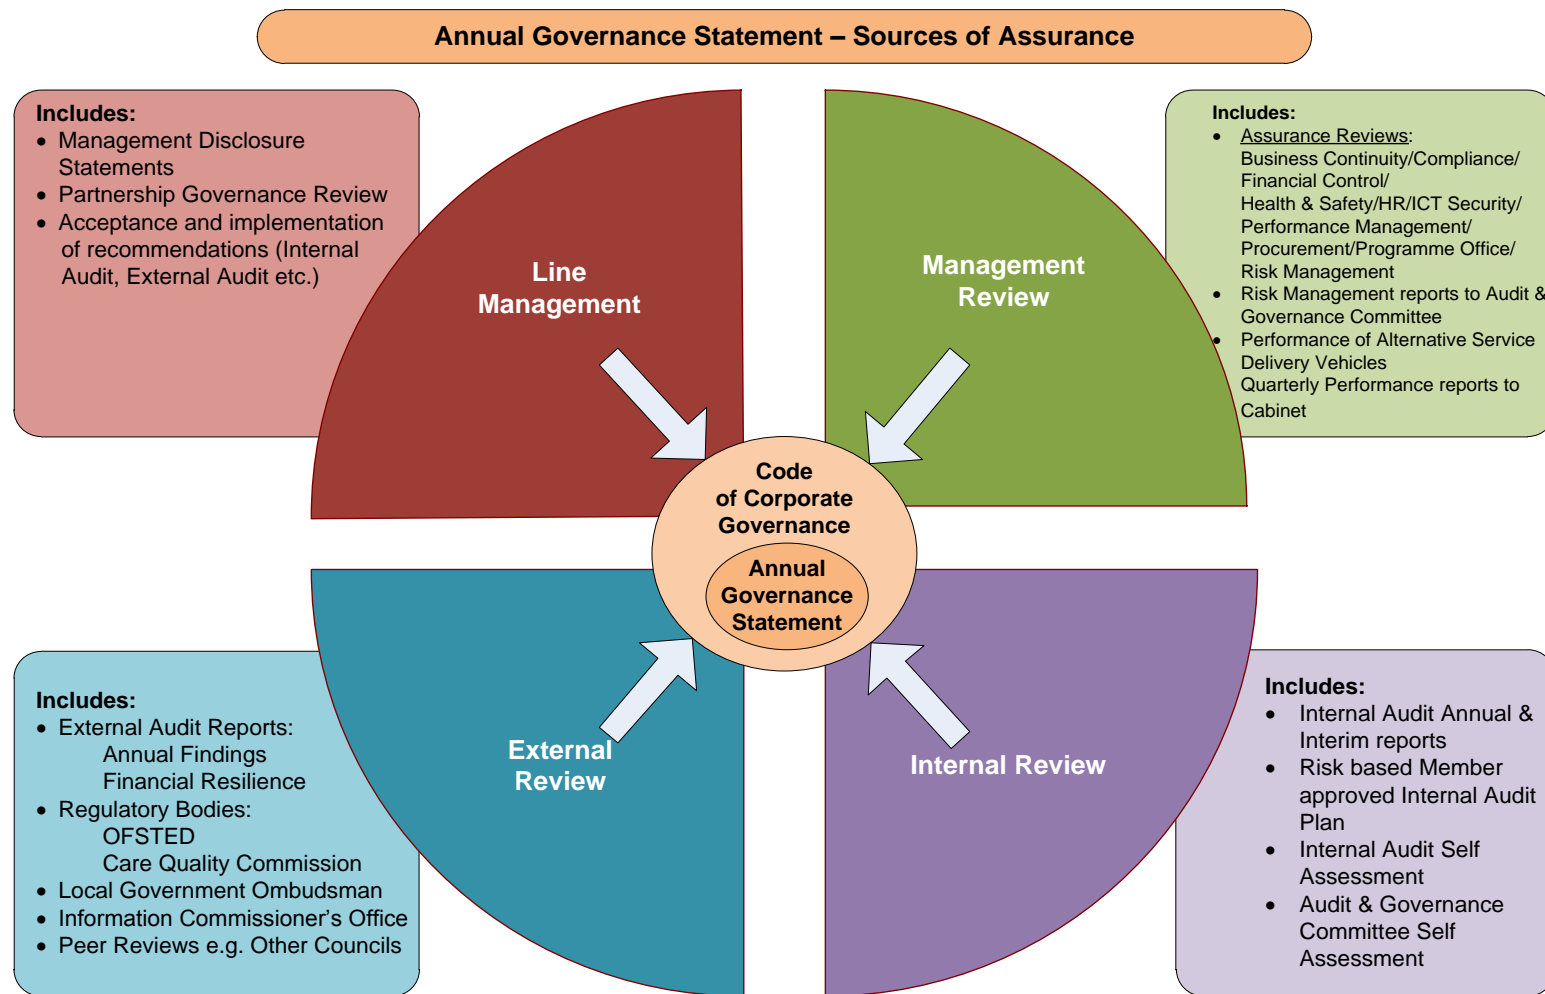 Annual Governance Statement – Sources of Assurance
Includes:
• Management Disclosure
Statements
• Partnership Governance Review
• Acceptance and implementation
of recommendations (Internal
Audit, External Audit etc.)
Line
Management
Management
Review
Includes:
• Assurance Reviews:
Business Continuity/Compliance/
Financial Control/
Health & Safety/HR/ICT Security/
Performance Management/
Procurement/Programme Office/
Risk Management
• Risk Management reports to Audit &
Governance Committee
• Performance of Alternative Service
Delivery Vehicles
Quarterly Performance reports to
Cabinet
Code
of Corporate
Governance
Annual
Governance
Statement
Includes:
• External Audit Reports:
Annual Findings
Financial Resilience
• Regulatory Bodies:
OFSTED
Care Quality Commission
• Local Government Ombudsman
• Information Commissioner’s Office
• Peer Reviews e.g. Other Councils
External
Review
Internal Review
Includes:
• Internal Audit Annual &
Interim reports
• Risk based Member
approved Internal Audit
Plan
• Internal Audit Self
Assessment
• Audit & Governance
Committee Self
Assessment